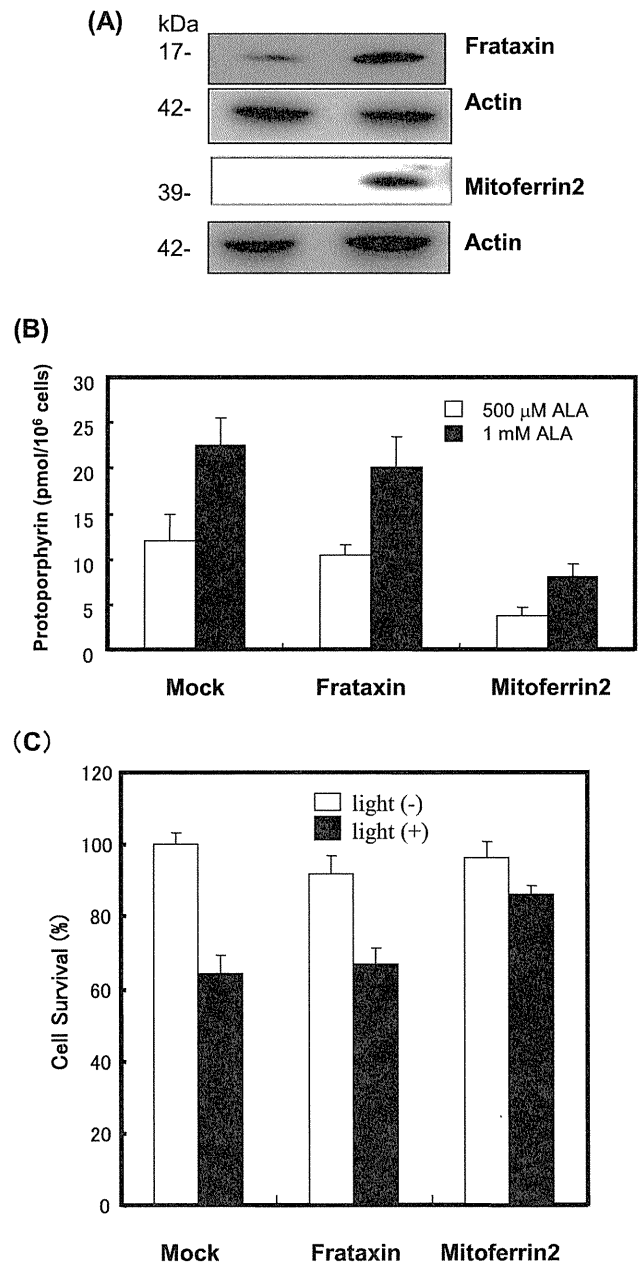 (A)
kDa
17-
Frataxin
42-
Actin
39-
Mitoferrin2
42-
Actin
(B)
Protoporphyrin (pmol/10⁶ cells)
30
25
20
15
10
5
0
500 μM ALA
1 mM ALA
Mock Frataxin Mitoferrin2
(C)
Cell Survival (%)
120
100
80
60
40
20
0
light (-)
light (+)
Mock Frataxin Mitoferrin2